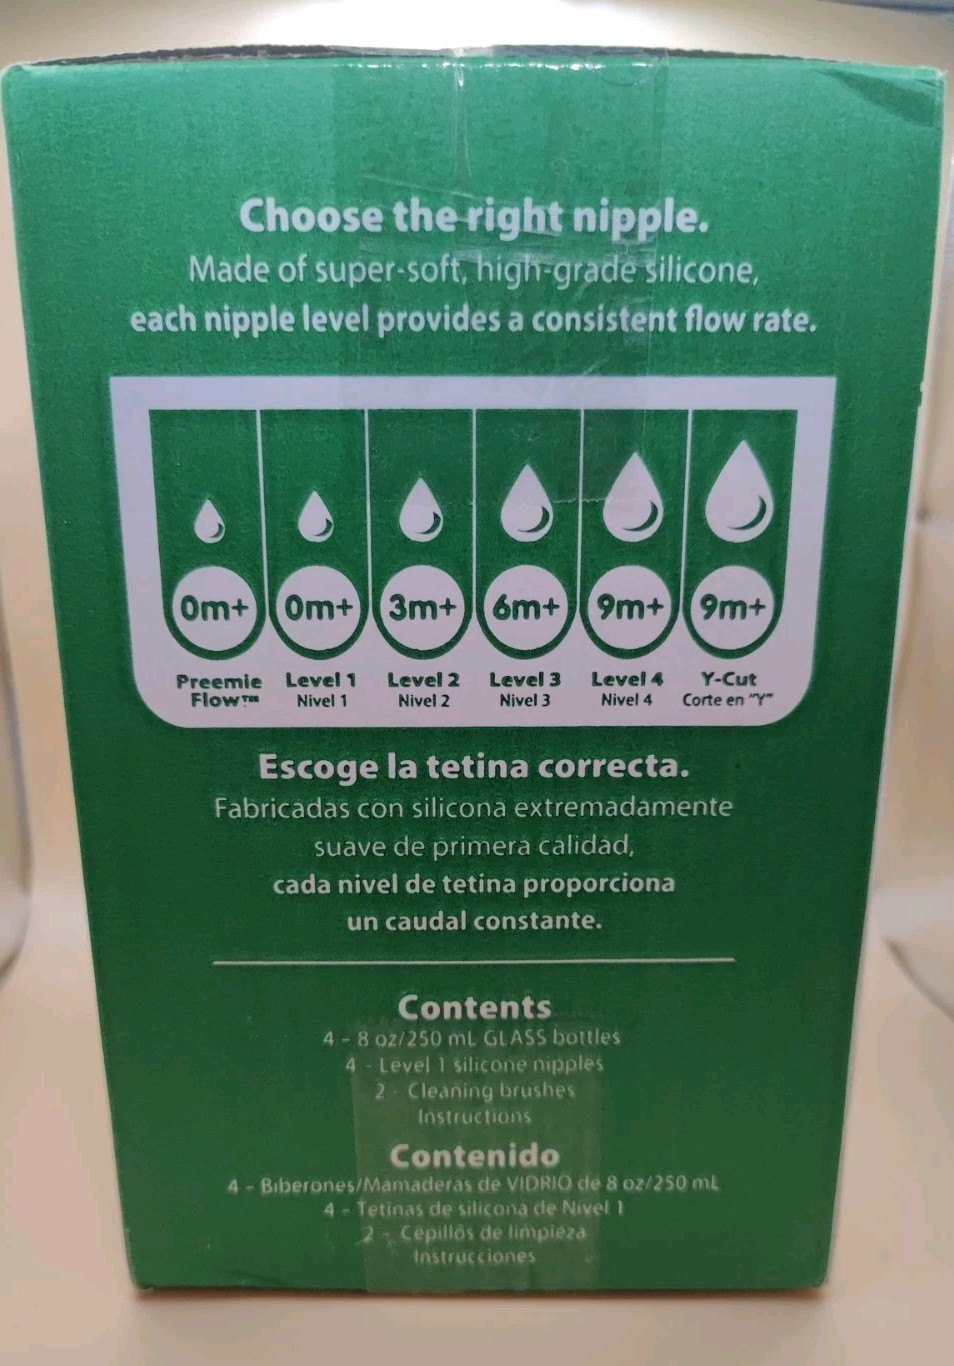 Choose the right nipple.
Made of super-soft, high-grade silicone,
each nipple level provides a consistent flow rate.
0m+ 0m+ 3m+ 6m+ 9m+ 9m+
Preemie Flow™ Level 1 Level 2 Level 3 Level 4 Y-Cut
Nivel 1 Nivel 2 Nivel 3 Nivel 4 Corte en "Y"
Escoge la tetina correcta.
Fabricadas con silicona extremadamente
suave de primera calidad,
cada nivel de tetina proporciona
un caudal constante.
Contents
4 - 8 oz/250 mL GLASS bottles
4 - Level 1 silicone nipples
2 - Cleaning brushes
Instructions
Contenido
4 - Biberones/Mamaderas de VIDRIO de 8 oz/250 mL
4 - Tetinas de silicona de Nivel 1
2 - Cepillos de limpieza
Instrucciones